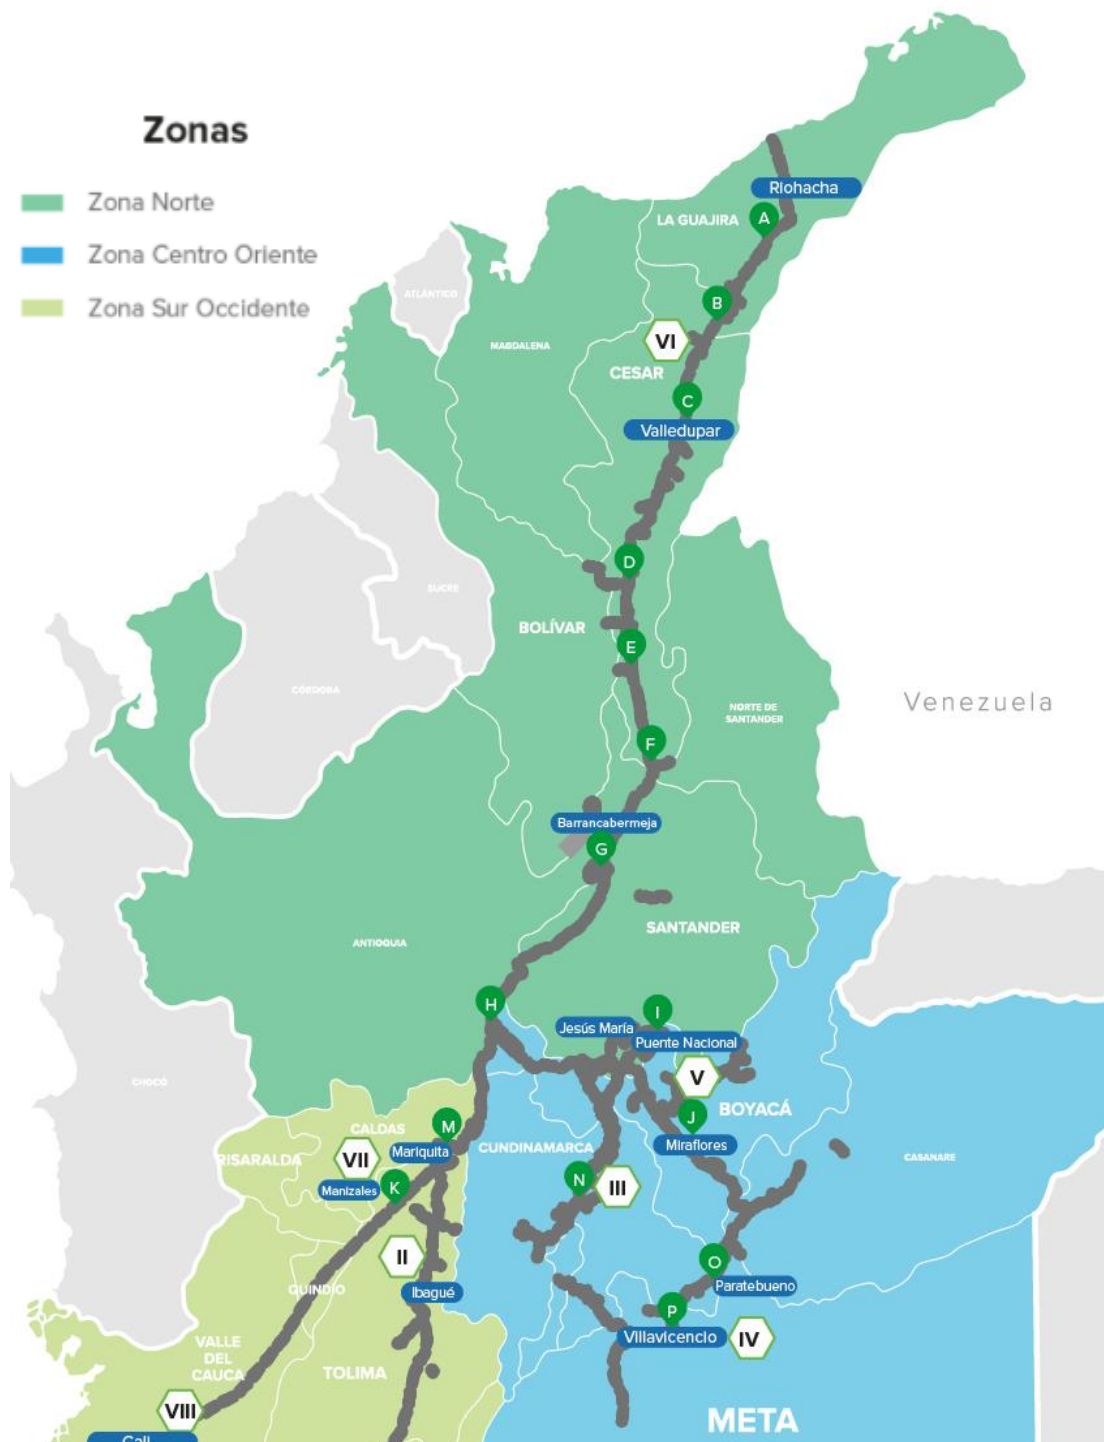 Zonas
Zona Norte
Zona Centro Oriente
Zona Sur Occidente
Riohacha
LA GUAJIRA
A
ATLÁNTICO
B
MAGDALENA
VI
CESAR
C
Valledupar
D
SUCRE
BOLÍVAR
E
CÓRDOBA
Venezuela
NORTE DE
SANTANDER
F
Barrancabermeja
G
SANTANDER
ANTIOQUIA
H
I
Jesús María
Puente Nacional
CHOCÓ
V
BOYACÁ
J
M
CALDAS
Mariquita
CUNDINAMARCA
Miraflores
CASANARE
RISARALDA
VII
Manizales
K
N
III
II
O
QUINDÍO
Ibagué
Paratebueno
P
Villavicencio
IV
VALLE
DEL
CAUCA
TOLIMA
VIII
META
Cali